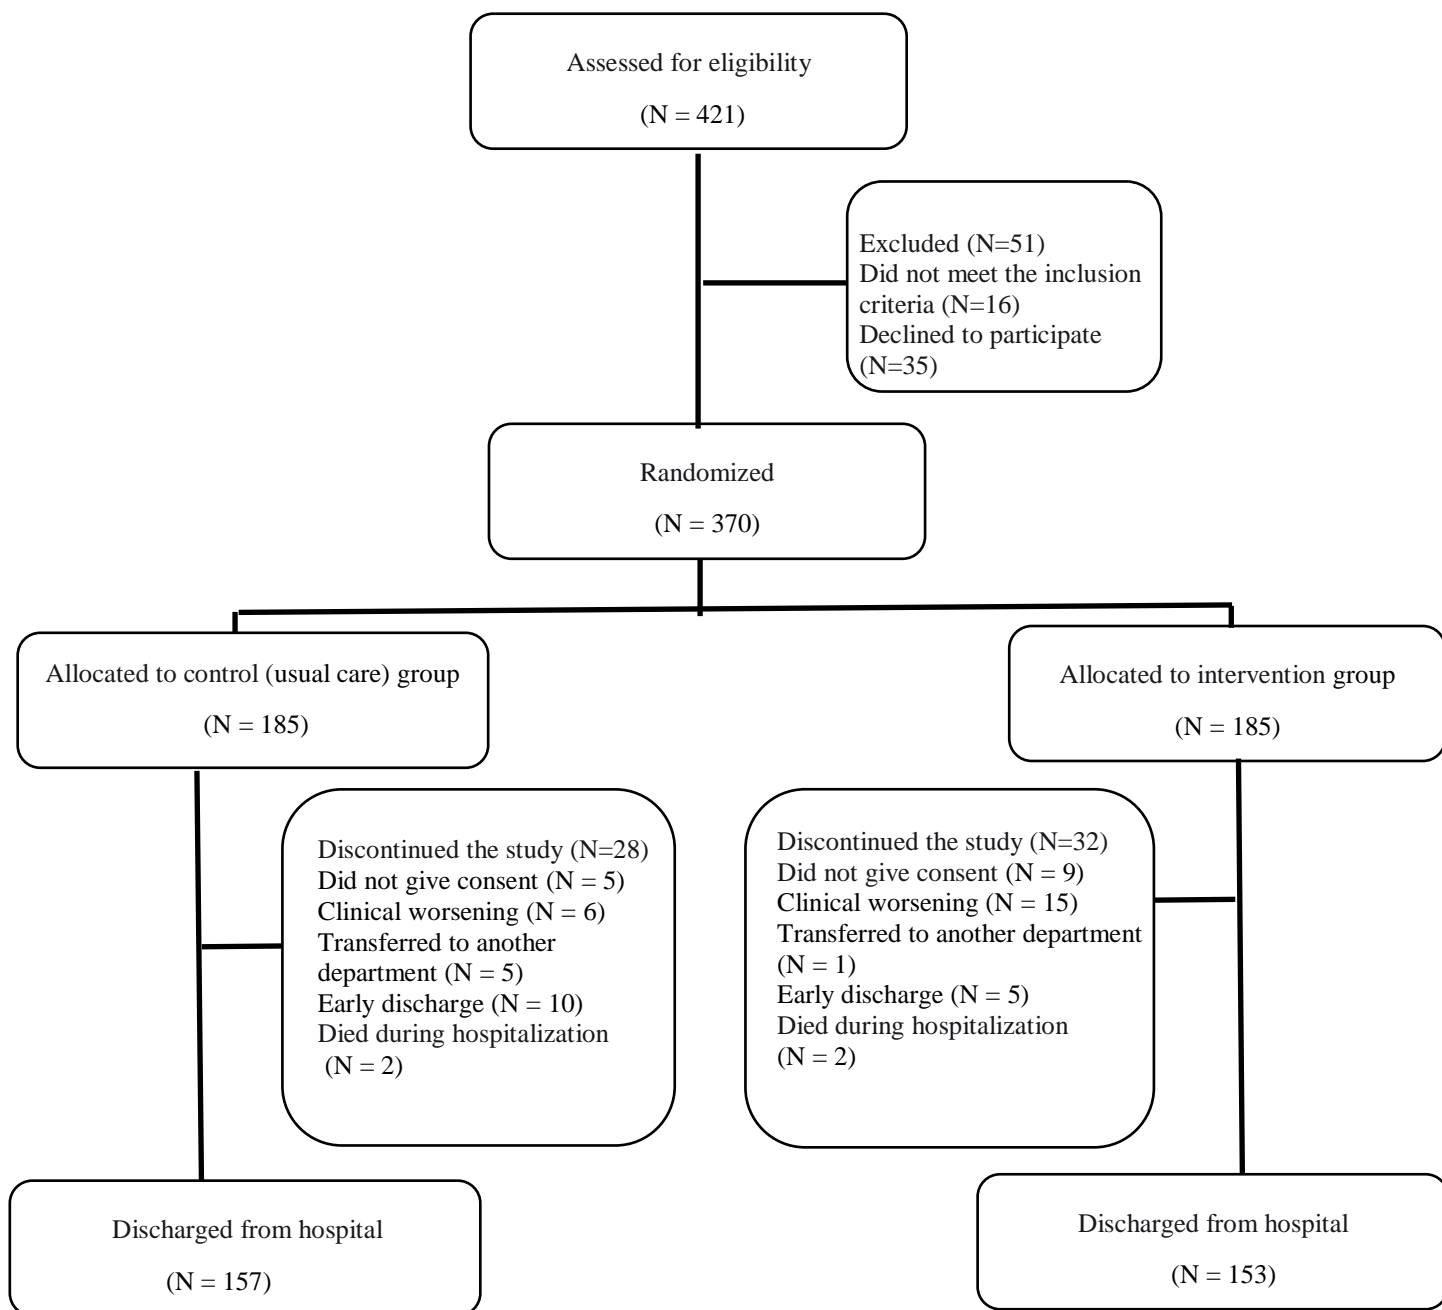 Assessed for eligibility
(N = 421)
Excluded (N=51)
Did not meet the inclusion
criteria (N=16)
Declined to participate
(N=35)
Randomized
(N = 370)
Allocated to control (usual care) group
(N = 185)
Allocated to intervention group
(N = 185)
Discontinued the study (N=28)
Did not give consent (N = 5)
Clinical worsening (N = 6)
Transferred to another
department (N = 5)
Early discharge (N = 10)
Died during hospitalization
(N = 2)
Discontinued the study (N=32)
Did not give consent (N = 9)
Clinical worsening (N = 15)
Transferred to another department
(N = 1)
Early discharge (N = 5)
Died during hospitalization
(N = 2)
Discharged from hospital
(N = 157)
Discharged from hospital
(N = 153)